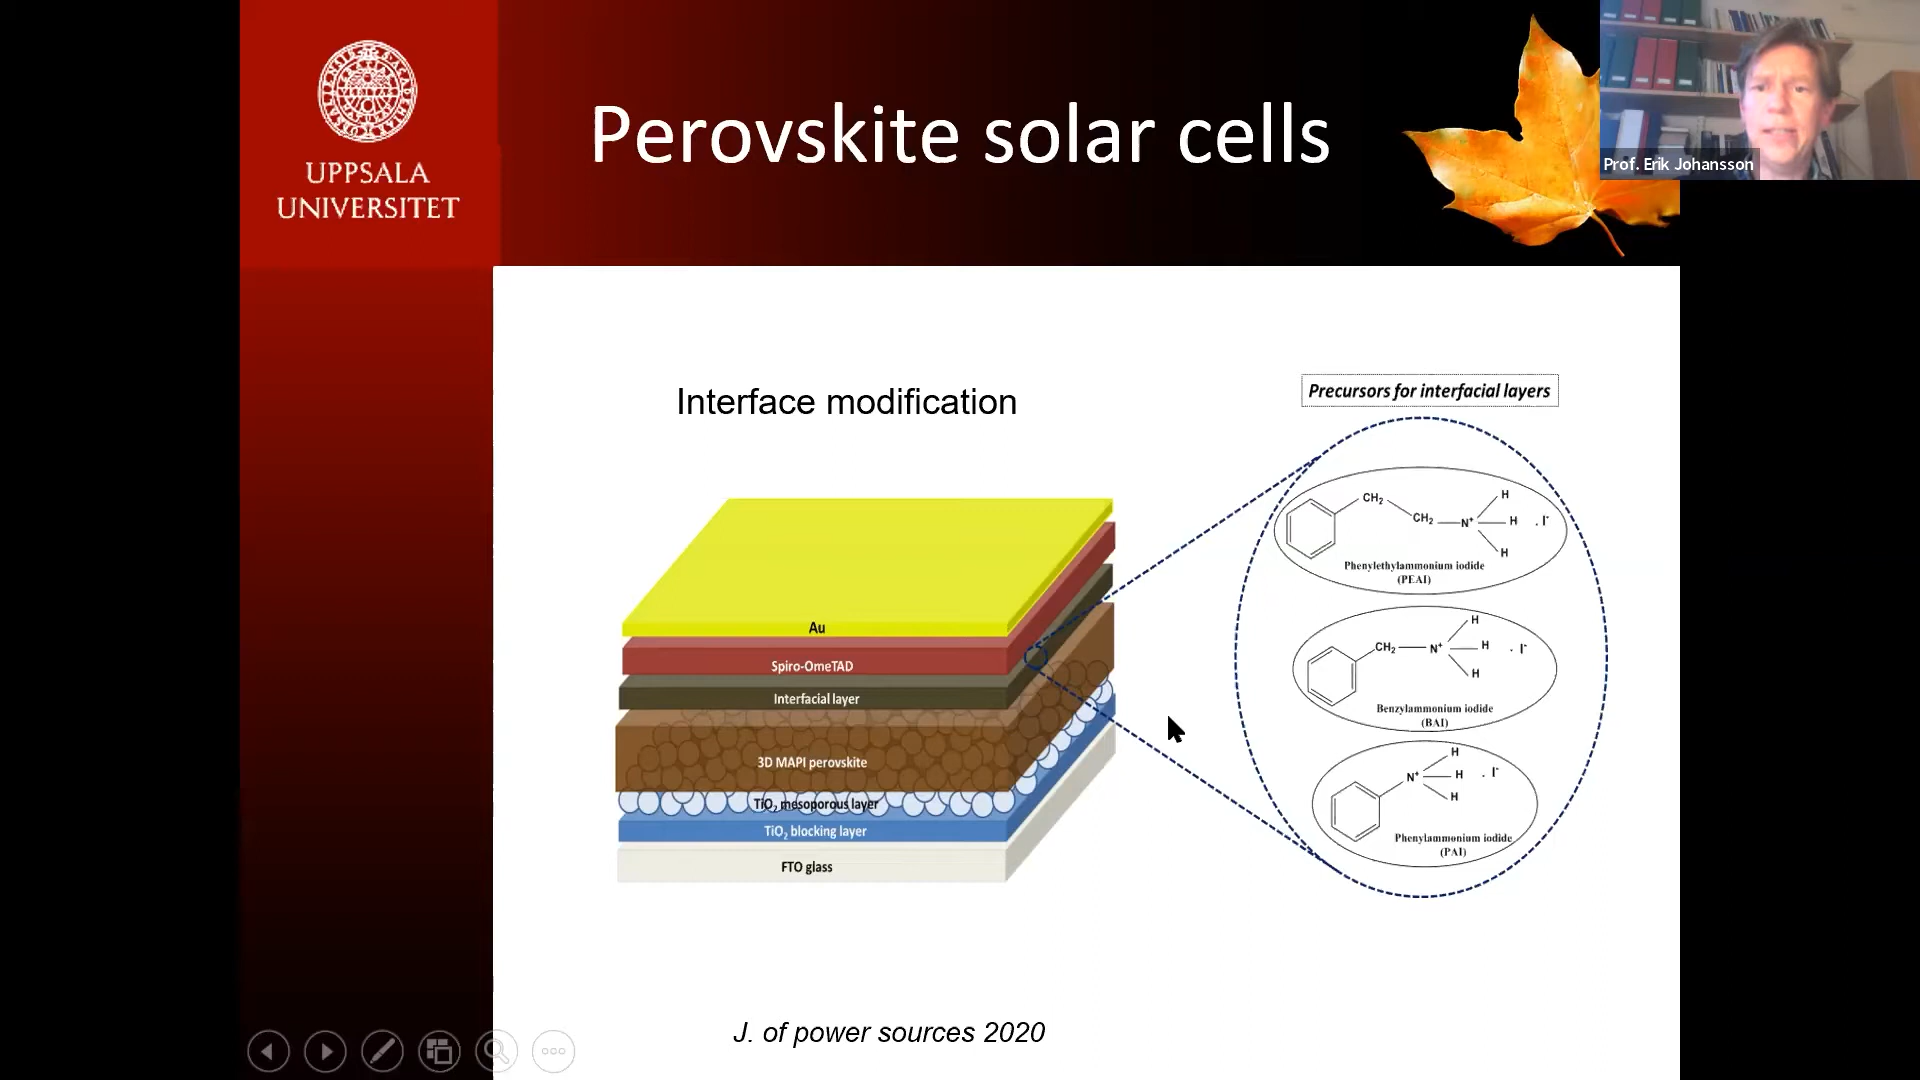 UPPSALA
UNIVERSITET
Perovskite solar cells
Prof. Erik Johansson
Interface modification
Precursors for interfacial layers
Au
Spiro-OmeTAD
Interfacial layer
3D MAPI perovskite
TiO₂ mesoporous layer
TiO₂ blocking layer
FTO glass
CH₂
CH₂
N⁺
H
H
H
. I⁻
Phenylethylammonium iodide
(PEAI)
CH₂
N⁺
H
H
H
. I⁻
Benzylammonium iodide
(BAI)
N⁺
H
H
H
. I⁻
Phenylammonium iodide
(PAI)
J. of power sources 2020